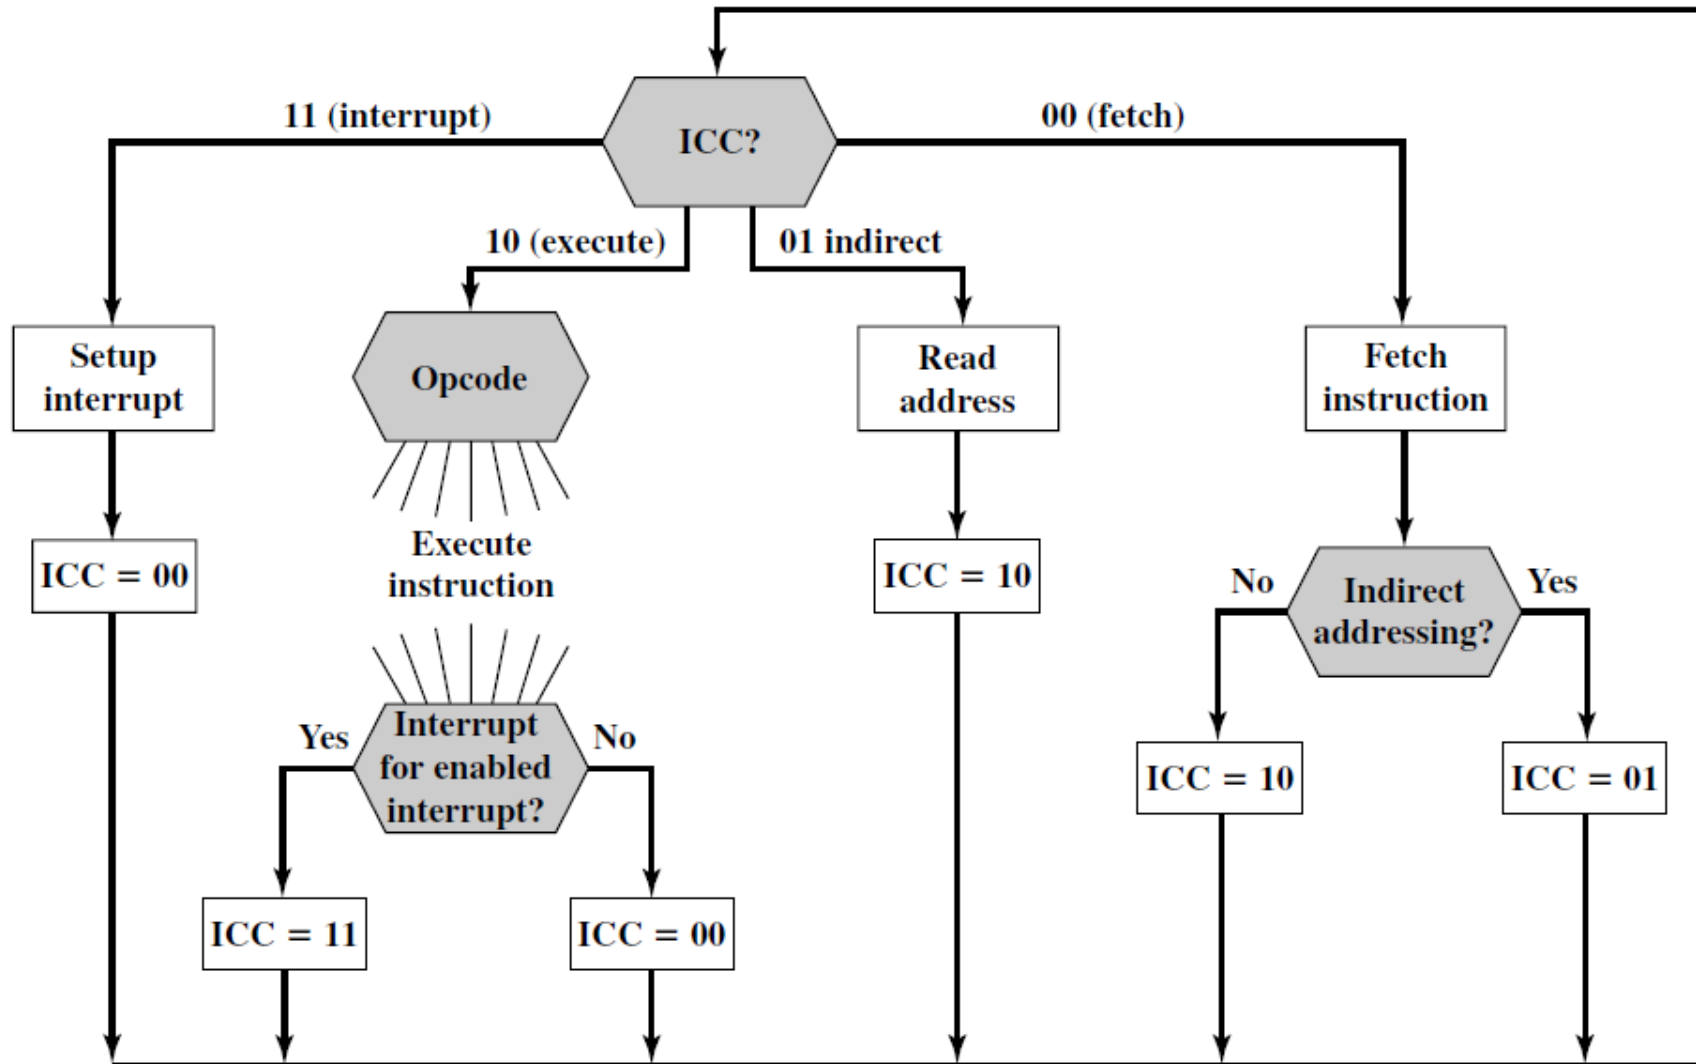 11 (interrupt)
ICC?
00 (fetch)
10 (execute)
01 indirect
Setup
interrupt
Opcode
Read
address
Fetch
instruction
ICC = 00
Execute
instruction
ICC = 10
No
Indirect
addressing?
Yes
Yes
Interrupt
for enabled
interrupt?
No
ICC = 10
ICC = 01
ICC = 11
ICC = 00